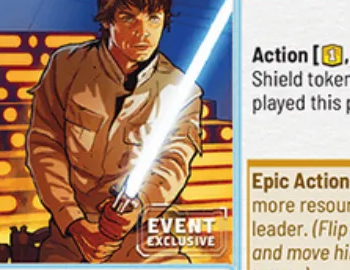 Action [1,
Shield token
played this p
Epic Action
more resour
leader. (Flip
and move hi
EVENT
EXCLUSIVE